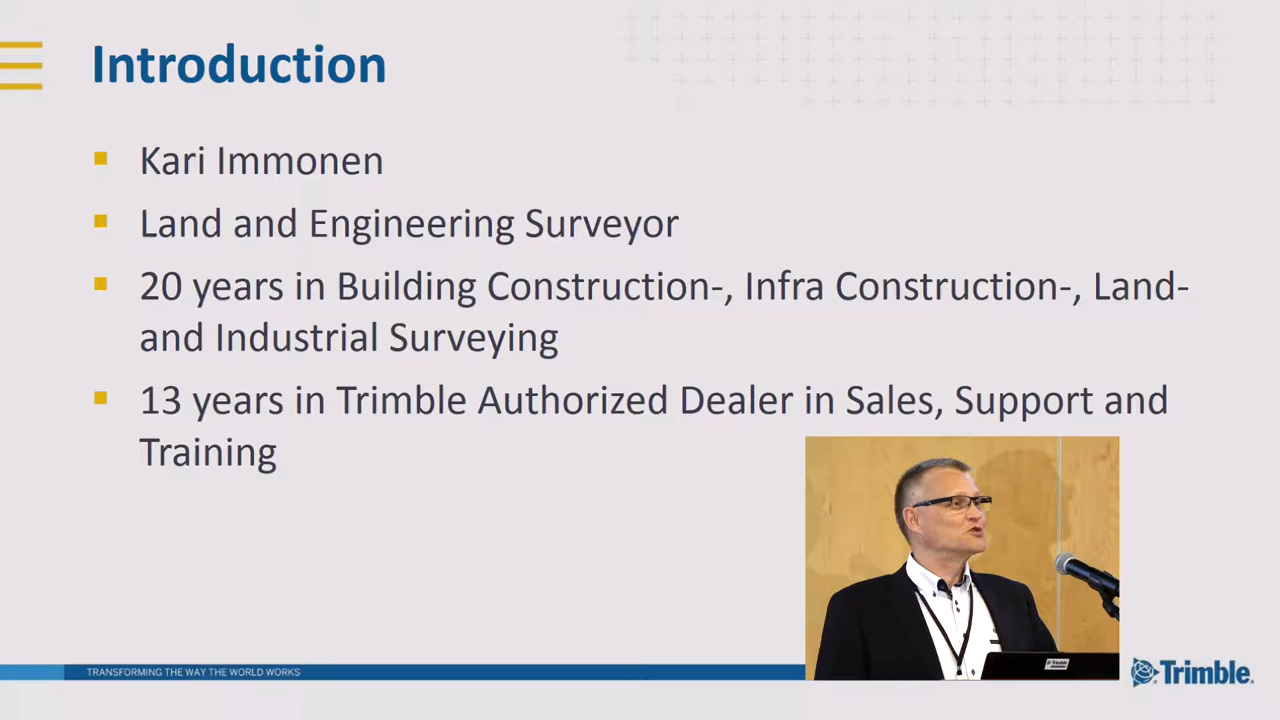 Introduction
Kari Immonen
Land and Engineering Surveyor
20 years in Building Construction-, Infra Construction-, Land-
and Industrial Surveying
13 years in Trimble Authorized Dealer in Sales, Support and
Training
TRANSFORMING THE WAY THE WORLD WORKS
Trimble.